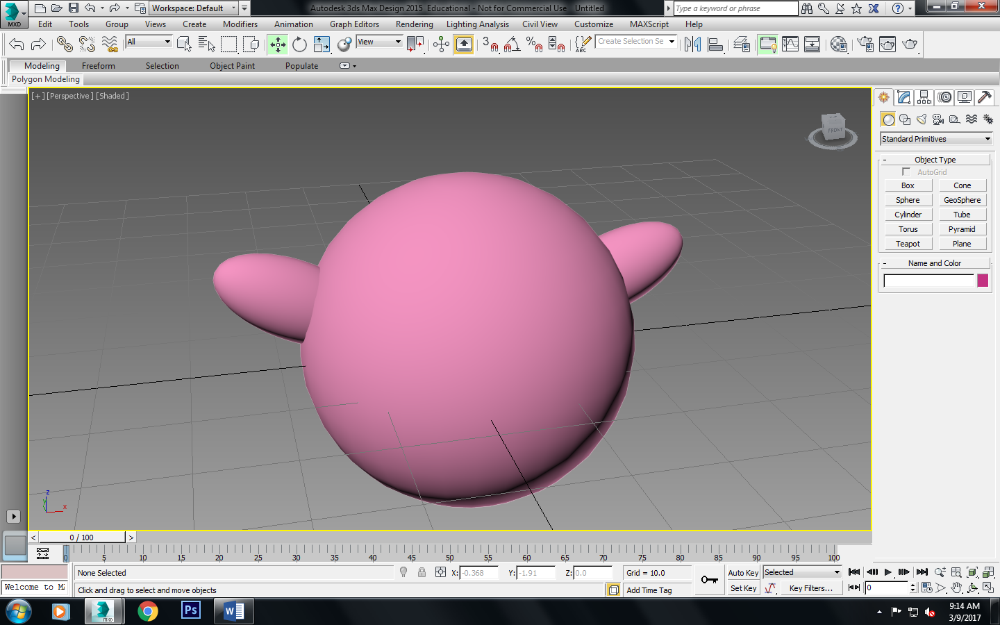 MXD
Workspace: Default
Autodesk 3ds Max Design 2015 Educational - Not for Commercial Use Untitled
Type a keyword or phrase
Edit Tools Group Views Create Modifiers Animation Graph Editors Rendering Lighting Analysis Civil View Customize MAXScript Help
All
View
3
%
ABC
Create Selection Se
Modeling Freeform Selection Object Paint Populate
Polygon Modeling
[+] [Perspective ] [Shaded ]
FRONT
Standard Primitives
- Object Type
AutoGrid
Box Cone
Sphere GeoSphere
Cylinder Tube
Torus Pyramid
Teapot Plane
- Name and Color
z
y
x
< 0 / 100 >
0 5 10 15 20 25 30 35 40 45 50 55 60 65 70 75 80 85 90 95 100
None Selected X: -0.368 Y: -1.91 Z: 0.0 Grid = 10.0 Auto Key Selected
Welcome to MA
Click and drag to select and move objects Add Time Tag Set Key Key Filters... 0
MXD
Ps
W
9:14 AM
3/9/2017